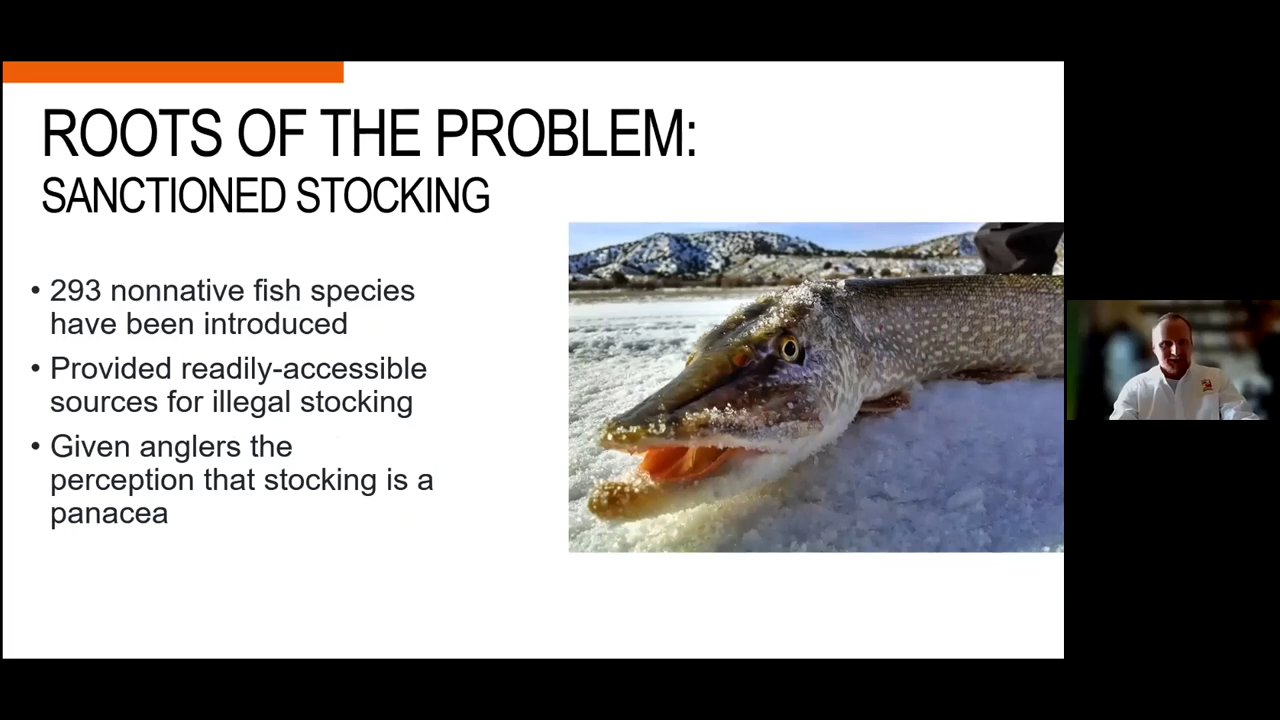 ROOTS OF THE PROBLEM:
SANCTIONED STOCKING
• 293 nonnative fish species
have been introduced
• Provided readily-accessible
sources for illegal stocking
• Given anglers the
perception that stocking is a
panacea